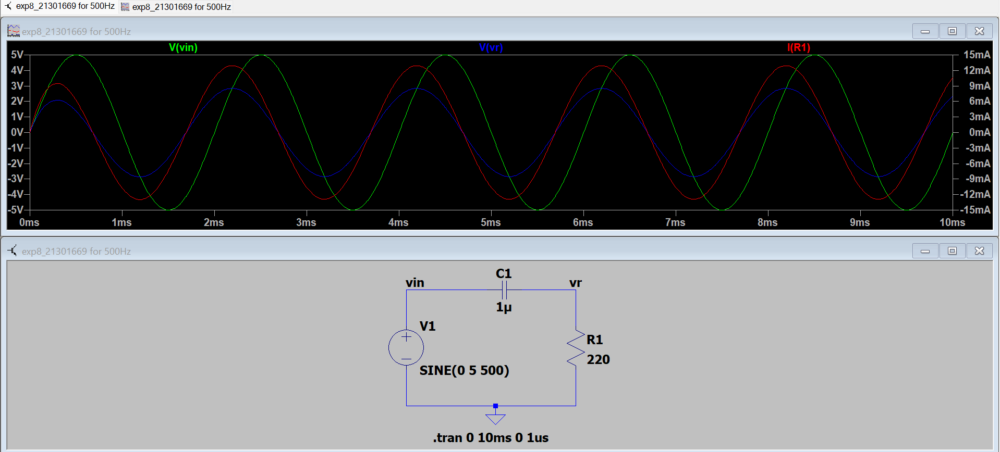 exp8_21301669 for 500Hz exp8_21301669 for 500Hz
exp8_21301669 for 500Hz
V(vin) V(vr) I(R1)
5V 15mA
4V 12mA
3V 9mA
2V 6mA
1V 3mA
0V 0mA
-1V -3mA
-2V -6mA
-3V -9mA
-4V -12mA
-5V -15mA
0ms 1ms 2ms 3ms 4ms 5ms 6ms 7ms 8ms 9ms 10ms
exp8_21301669 for 500Hz
C1
vin vr
1µ
V1
R1
220
SINE(0 5 500)
.tran 0 10ms 0 1us